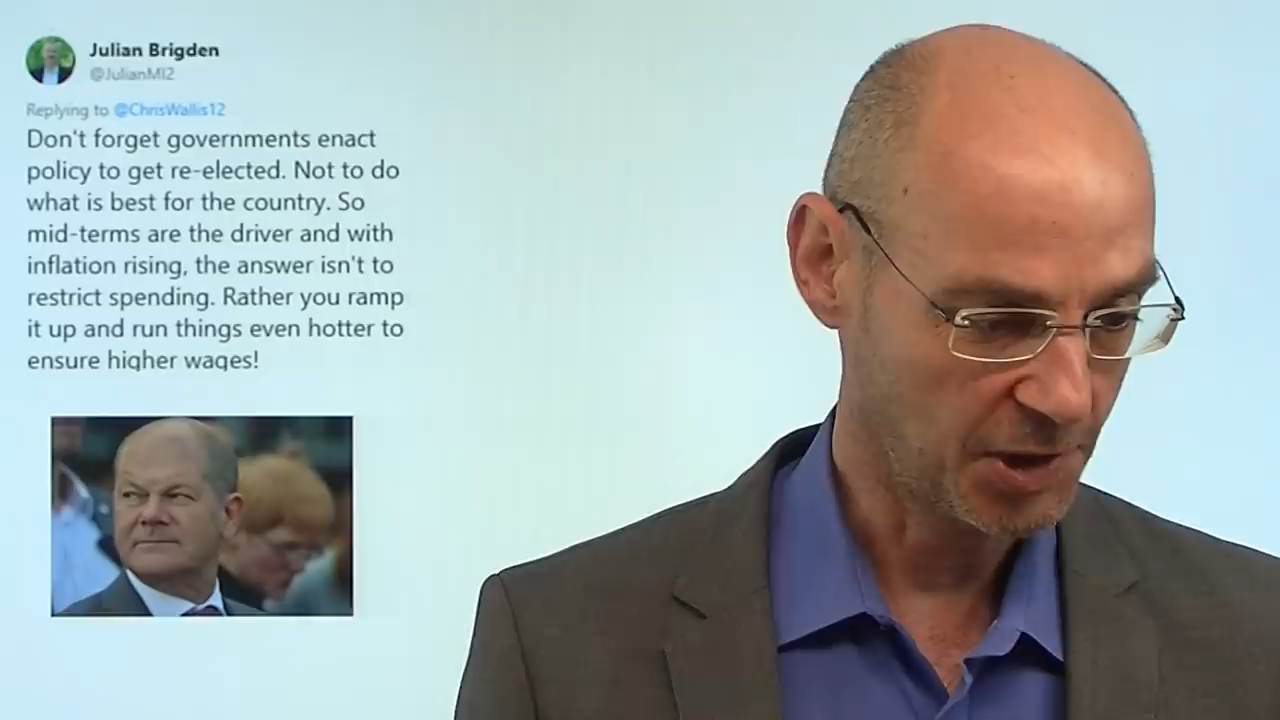 Julian Brigden
@JulianMI2
Replying to @ChrisWallis12
Don't forget governments enact
policy to get re-elected. Not to do
what is best for the country. So
mid-terms are the driver and with
inflation rising, the answer isn't to
restrict spending. Rather you ramp
it up and run things even hotter to
ensure higher wages!